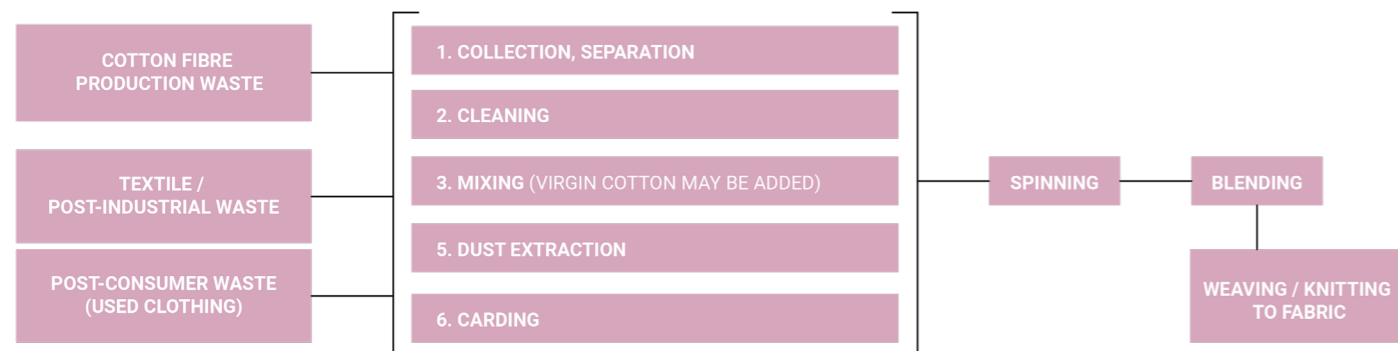 COTTON FIBRE
PRODUCTION WASTE
TEXTILE /
POST-INDUSTRIAL WASTE
POST-CONSUMER WASTE
(USED CLOTHING)
1. COLLECTION, SEPARATION
2. CLEANING
3. MIXING (VIRGIN COTTON MAY BE ADDED)
5. DUST EXTRACTION
6. CARDING
SPINNING
BLENDING
WEAVING / KNITTING
TO FABRIC